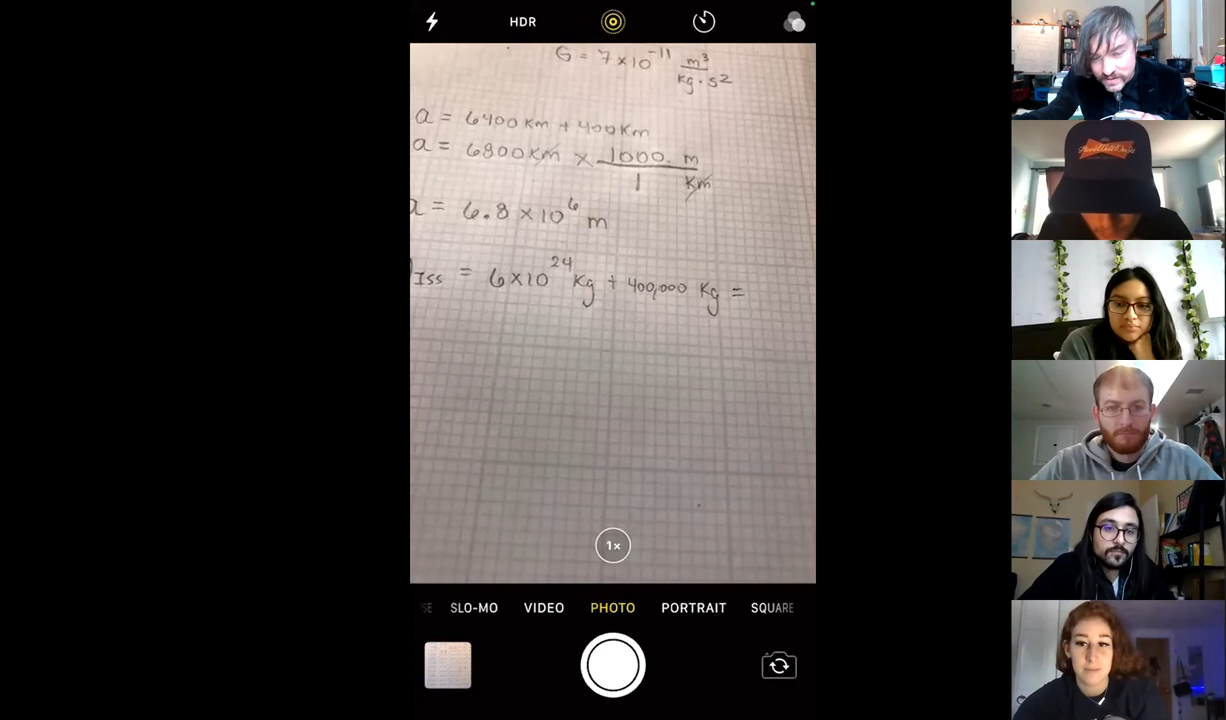 HDR
G = 7 × 10⁻¹¹ m³/kg · s²
a = 6400 Km + 400 Km
a = 6800 Km × 1000. m / 1 Km
a = 6.8 × 10⁶ m
ISS = 6×10²⁴ Kg + 400,000 Kg =
1×
SLO-MO VIDEO PHOTO PORTRAIT SQUARE